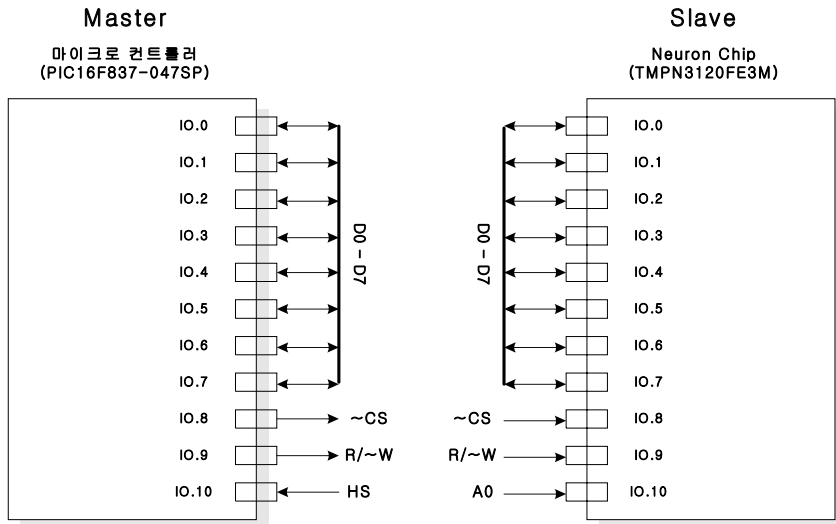 Master
마이크로 컨트롤러
(PIC16F837-047SP)
IO.0
IO.1
IO.2
IO.3
IO.4
IO.5
IO.6
IO.7
IO.8
IO.9
IO.10
D0 - D7
~CS
R/~W
HS
Slave
Neuron Chip
(TMPN3120FE3M)
D0 - D7
~CS
R/~W
A0
IO.0
IO.1
IO.2
IO.3
IO.4
IO.5
IO.6
IO.7
IO.8
IO.9
IO.10